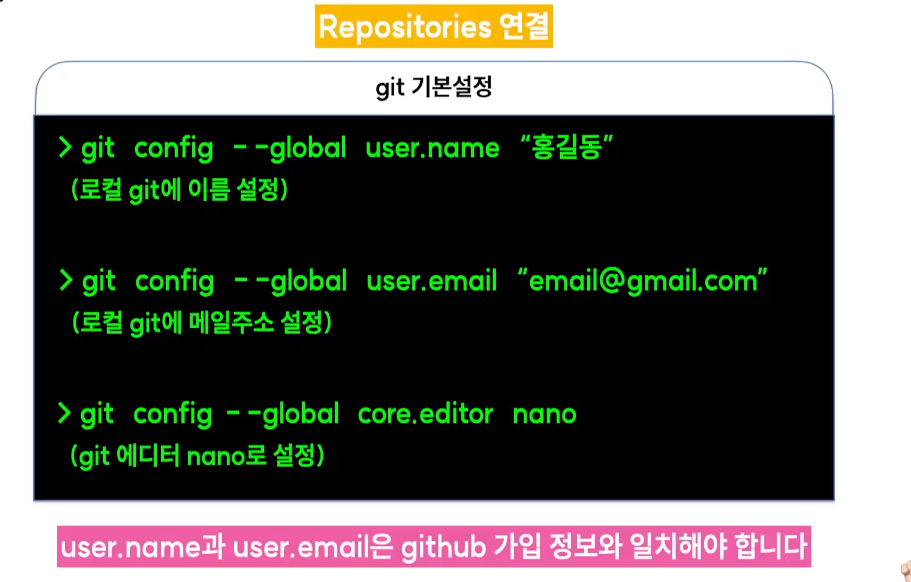 Repositories 연결
git 기본설정
> git config --global user.name “홍길동”
(로컬 git에 이름 설정)
> git config --global user.email “email@gmail.com”
(로컬 git에 메일주소 설정)
> git config --global core.editor nano
(git 에디터 nano로 설정)
user.name과 user.email은 github 가입 정보와 일치해야 합니다